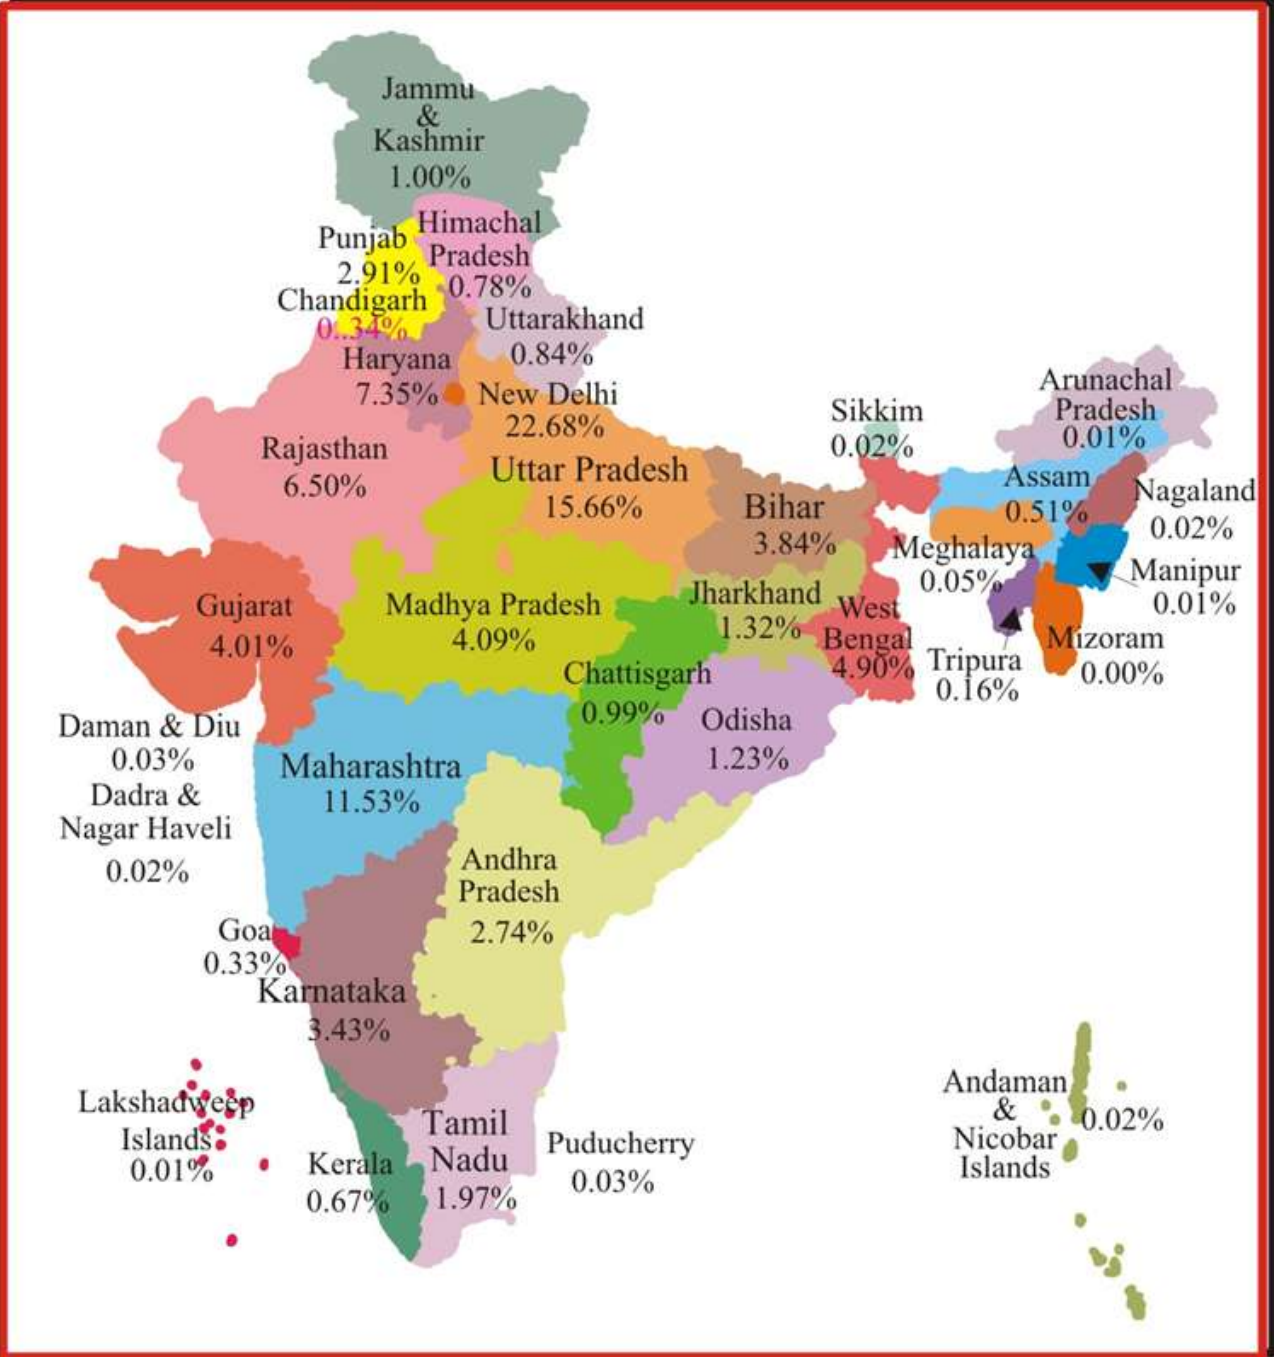 Jammu
&
Kashmir
1.00%
Himachal
Pradesh
0.78%
Punjab
2.91%
Chandigarh
0..34%
Uttarakhand
0.84%
Haryana
7.35%
New Delhi
22.68%
Rajasthan
6.50%
Uttar Pradesh
15.66%
Bihar
3.84%
Sikkim
0.02%
Arunachal
Pradesh
0.01%
Assam
0.51%
Nagaland
0.02%
Meghalaya
0.05%
Manipur
0.01%
Mizoram
0.00%
Tripura
0.16%
West
Bengal
4.90%
Jharkhand
1.32%
Gujarat
4.01%
Madhya Pradesh
4.09%
Chattisgarh
0.99%
Odisha
1.23%
Daman & Diu
0.03%
Dadra &
Nagar Haveli
0.02%
Maharashtra
11.53%
Andhra
Pradesh
2.74%
Goa
0.33%
Karnataka
3.43%
Lakshadweep
Islands
0.01%
Kerala
0.67%
Tamil
Nadu
1.97%
Puducherry
0.03%
Andaman
&
Nicobar
Islands
0.02%